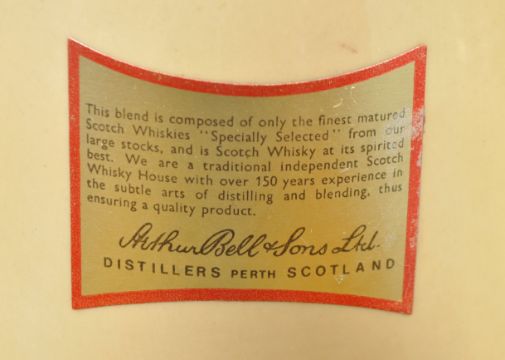 This blend is composed of only the finest matured
Scotch Whiskies "Specially Selected" from our
large stocks, and is Scotch Whisky at its spirited
best. We are a traditional independent Scotch
Whisky House with over 150 years experience in
the subtle arts of distilling and blending, thus
ensuring a quality product.
Arthur Bell & Sons Ltd.
DISTILLERS PERTH SCOTLAND